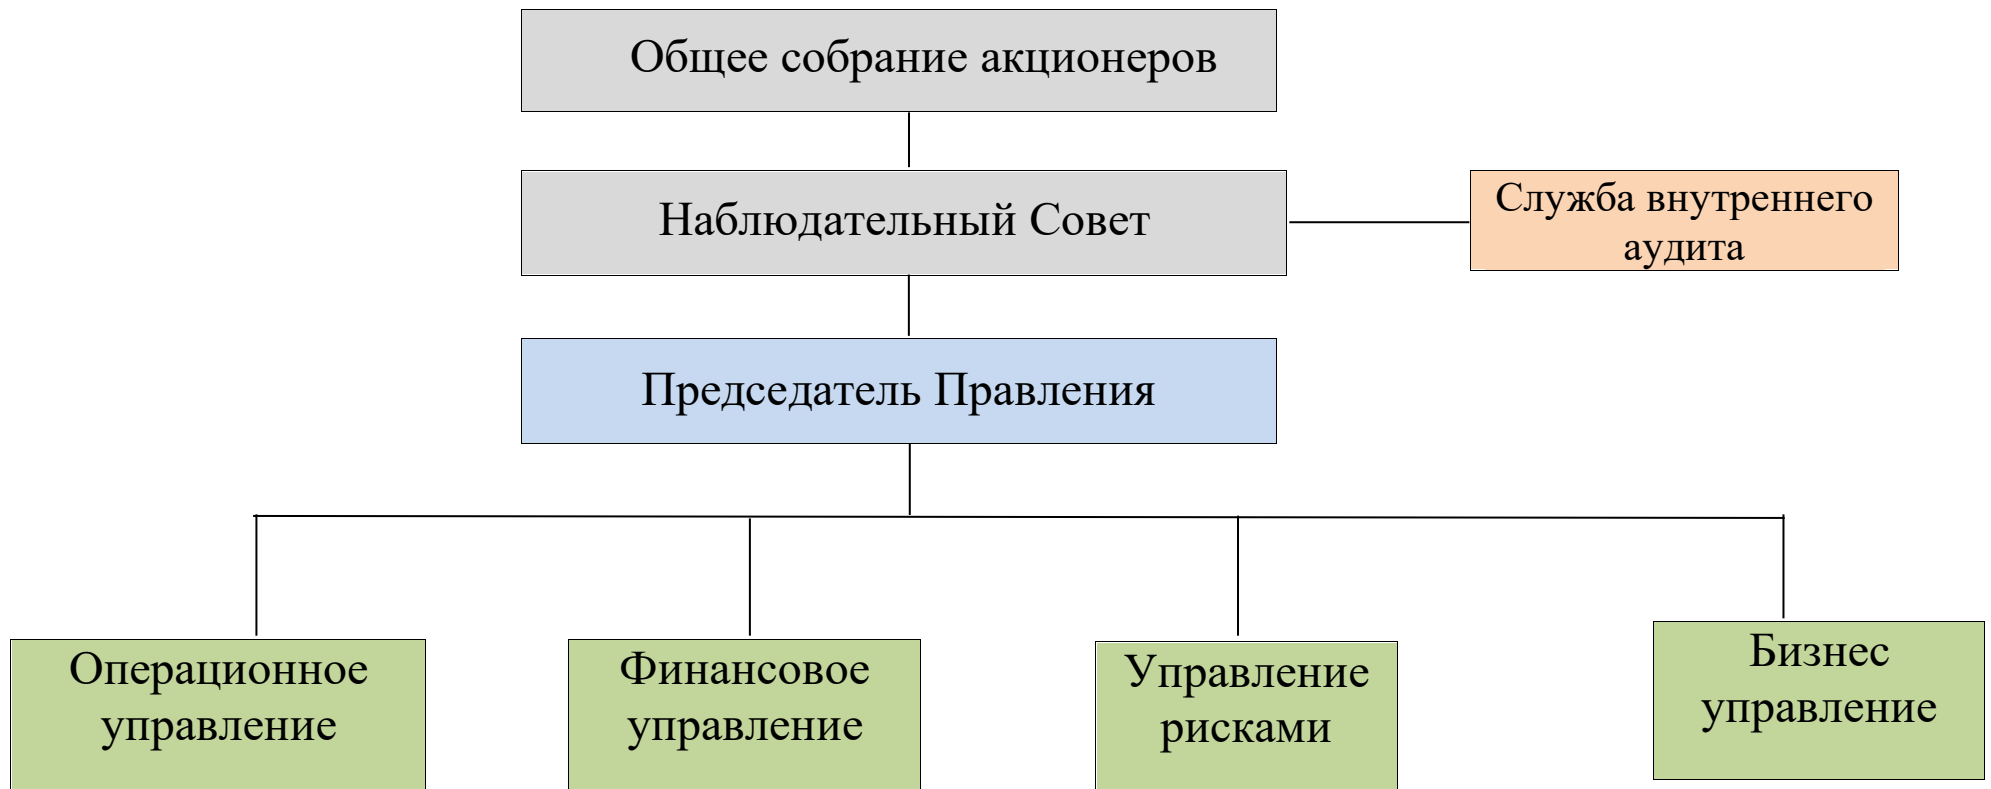 Общее собрание акционеров
Наблюдательный Совет
Служба внутреннего
аудита
Председатель Правления
Операционное
управление
Финансовое
управление
Управление
рисками
Бизнес
управление